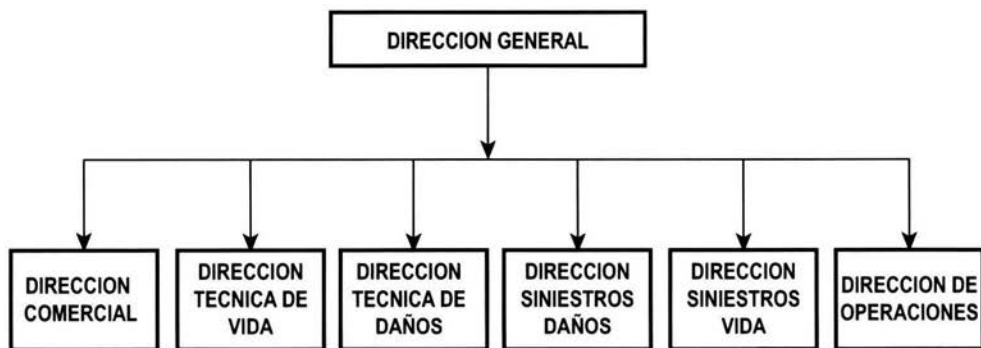 DIRECCION GENERAL
DIRECCION
COMERCIAL
DIRECCION
TECNICA DE
VIDA
DIRECCION
TECNICA DE
DAÑOS
DIRECCION
SINIESTROS
DAÑOS
DIRECCION
SINIESTROS
VIDA
DIRECCION DE
OPERACIONES